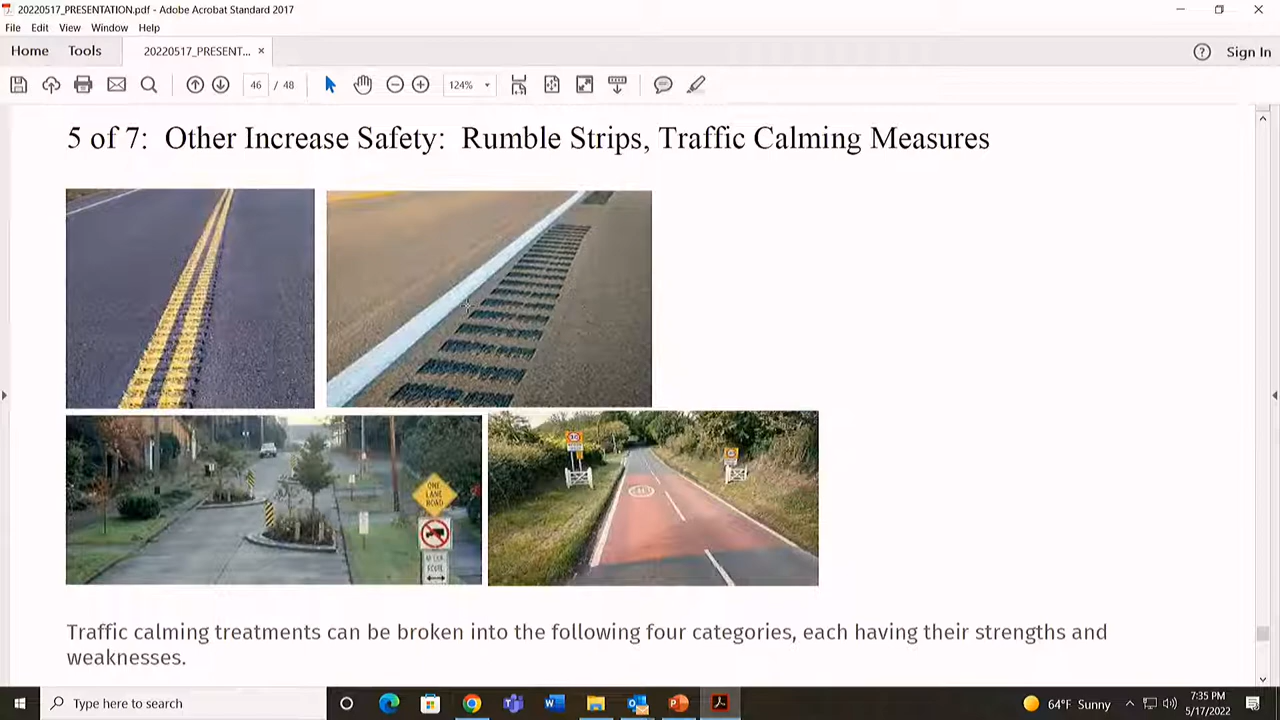 20220517_PRESENTATION.pdf - Adobe Acrobat Standard 2017
File Edit View Window Help
Home Tools 20220517_PRESENT... × Sign In
46 / 48 124%
5 of 7: Other Increase Safety: Rumble Strips, Traffic Calming Measures
ONE
LANE
ROAD
ROUTE
Traffic calming treatments can be broken into the following four categories, each having their strengths and
weaknesses.
Type here to search
64°F Sunny
7:35 PM
5/17/2022